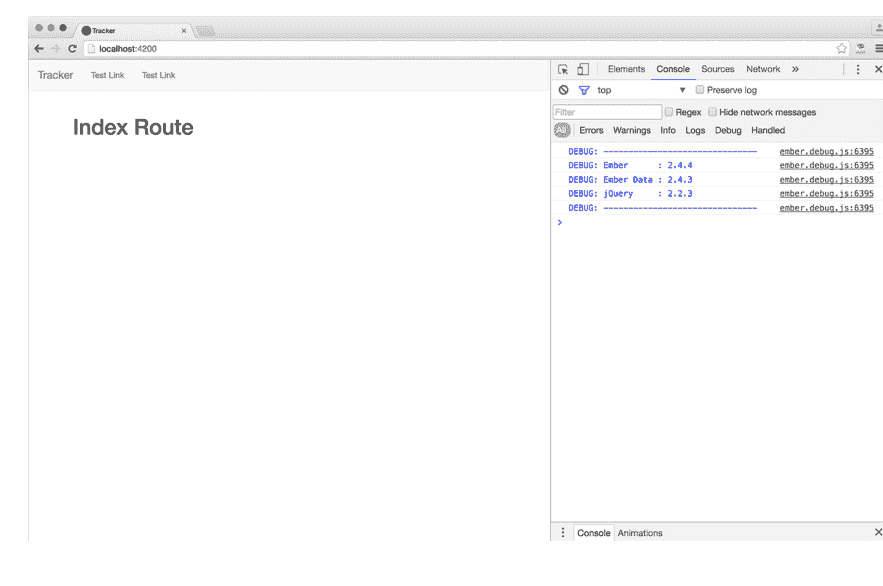 Tracker
localhost:4200
Tracker Test Link Test Link
Index Route
Elements Console Sources Network »
top ▼ Preserve log
Filter Regex Hide network messages
All Errors Warnings Info Logs Debug Handled
DEBUG: ------------------------------- ember.debug.js:6395
DEBUG: Ember : 2.4.4 ember.debug.js:6395
DEBUG: Ember Data : 2.4.3 ember.debug.js:6395
DEBUG: jQuery : 2.2.3 ember.debug.js:6395
DEBUG: ------------------------------- ember.debug.js:6395
>
Console Animations